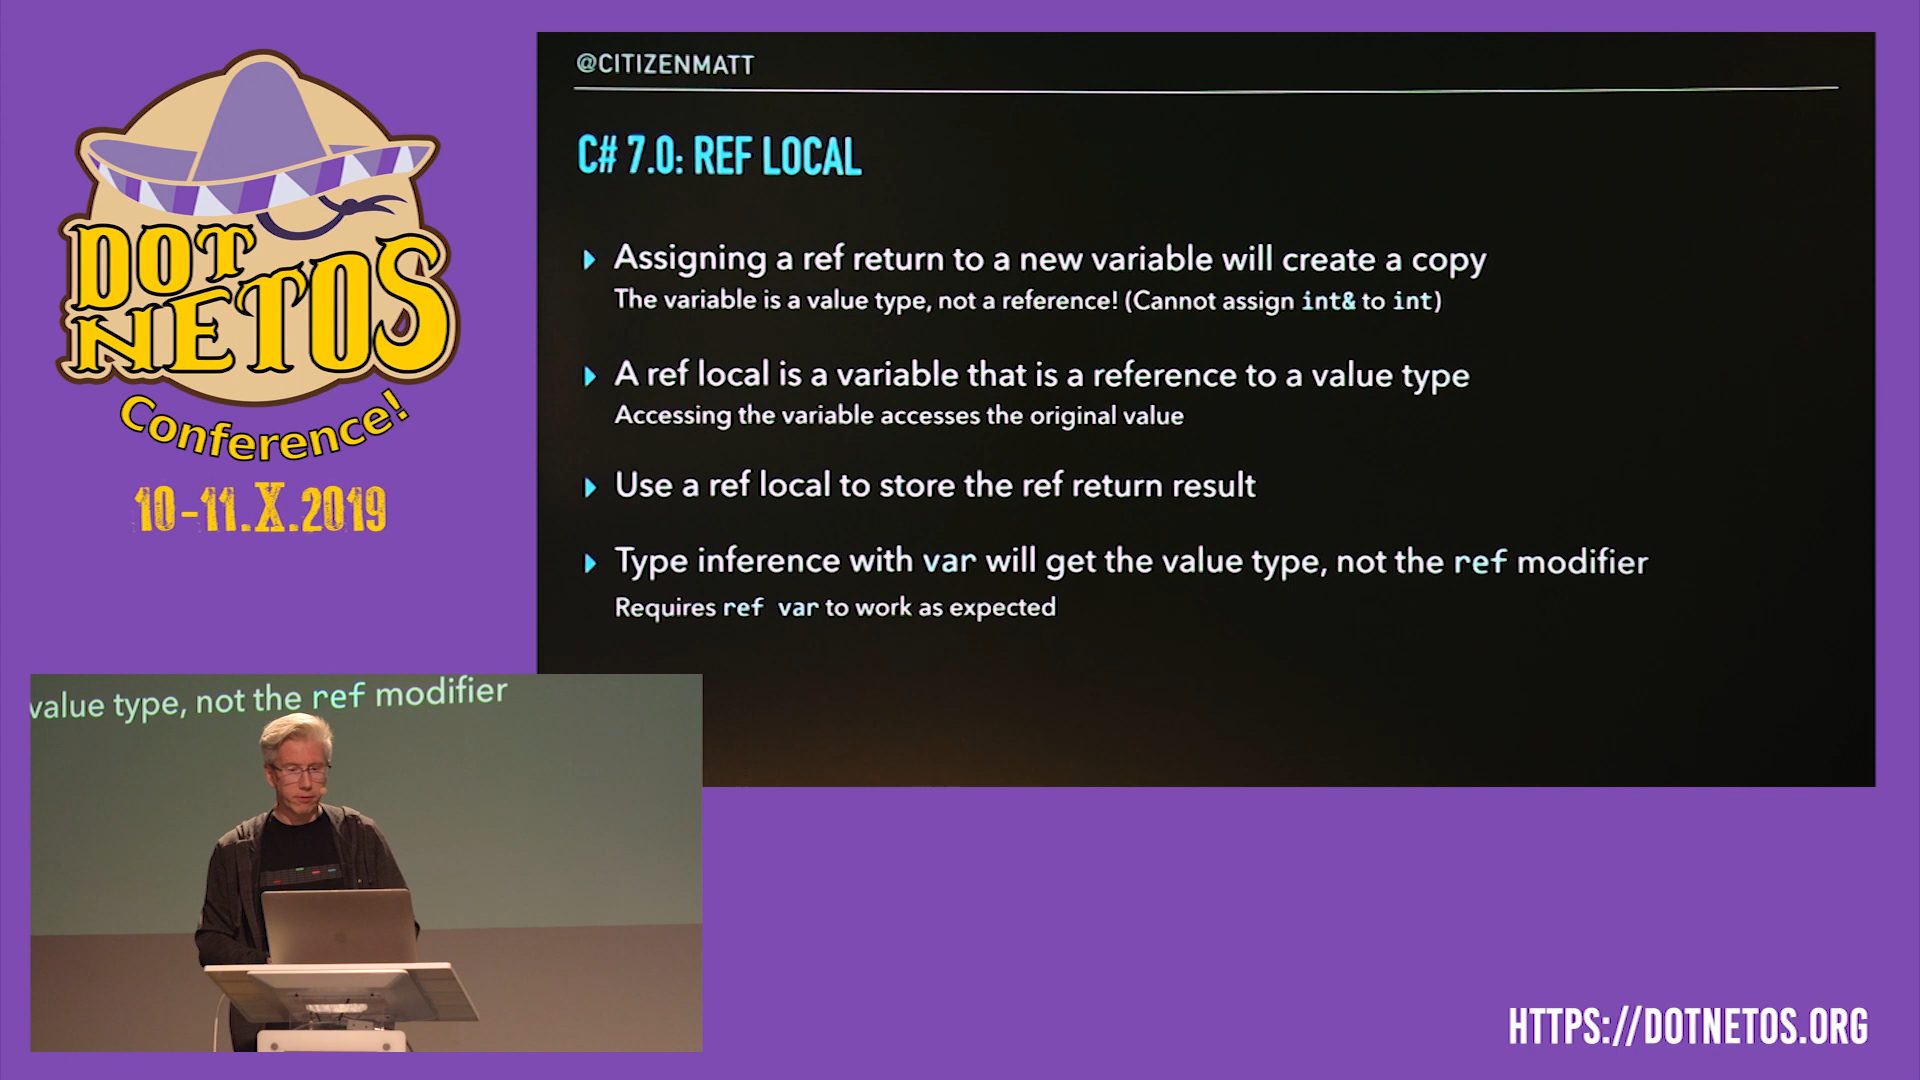 DOT
NETOS
Conference!
10-11.X.2019
@CITIZENMATT
C# 7.0: REF LOCAL
Assigning a ref return to a new variable will create a copy
The variable is a value type, not a reference! (Cannot assign int& to int)
A ref local is a variable that is a reference to a value type
Accessing the variable accesses the original value
Use a ref local to store the ref return result
Type inference with var will get the value type, not the ref modifier
Requires ref var to work as expected
value type, not the ref modifier
HTTPS://DOTNETOS.ORG